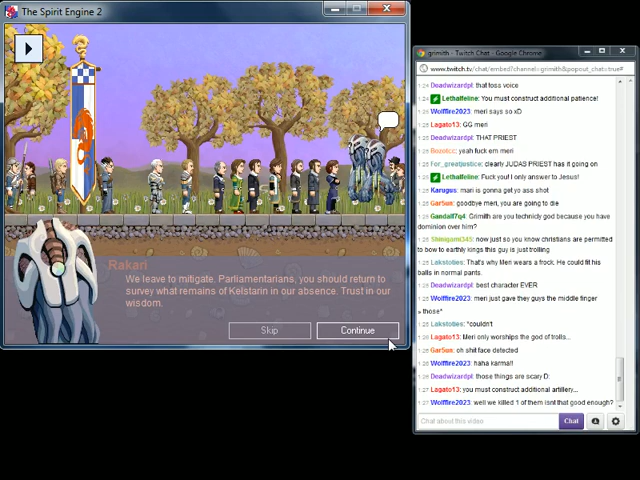 The Spirit Engine 2
Rakari
We leave to mitigate. Parliamentarians, you should return to
survey what remains of Kelstarin in our absence. Trust in our
wisdom.
Skip
Continue
grimith - Twitch Chat - Google Chrome
www.twitch.tv/chat/embed?channel=grimith&popout_chat=true#
1:24 Deadwizardpl: that toss voice
1:24 Lethalfeline: You must construct additional patience!
Wolffire2023: meri says so xD
Lagato13: GG meri
Deadwizardpl: THAT PRIEST
Bozotcc: yeah fuck em meri
For_greatjustice: clearly JUDAS PRIEST has it going on
Lethalfeline: Fuck you! I only answer to Jesus!
Karugus: mari is gonna get yo ass shot
GarSun: goodbye meri, you are going to die
Gandalf7q4: Grimith are you technicly god because you have
dominion over him?
Shinigami345: now just so you know christians are permitted
to bow to earthly kings this guy is just trolling
Lakstoties: That's why Meri wears a frock. He could fit his
balls in normal pants.
Deadwizardpl: best character EVER
Wolffire2023: meri just gave they guys the middle finger
those*
Lakstoties: *couldn't
Lagato13: Meri only worships the god of trolls...
GarSun: oh shit face detected
Wolffire2023: haha karma!!
Deadwizardpl: those things are scary D:
1:27 Lagato13: you must construct additional artillery...
1:27 Wolffire2023: well we killed 1 of them isnt that good enough?
Chat about this video
Chat